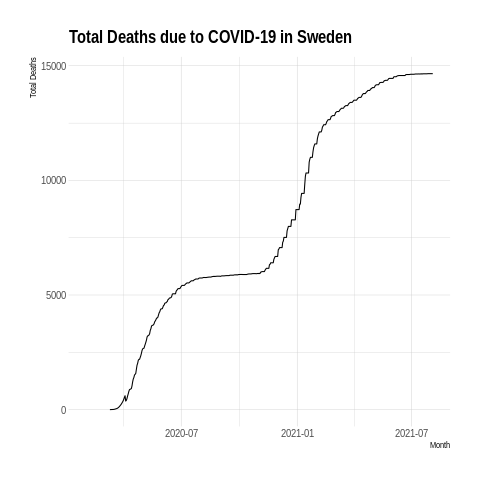 Total Deaths due to COVID-19 in Sweden
Total Deaths
15000
10000
5000
0
2020-07
2021-01
2021-07
Month